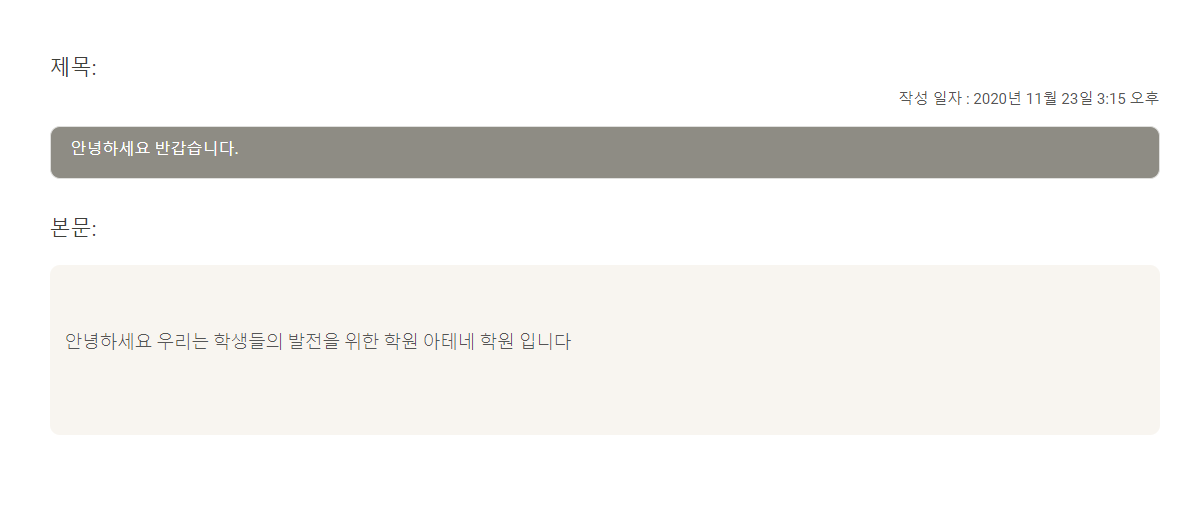 제목:
작성 일자 : 2020년 11월 23일 3:15 오후
안녕하세요 반갑습니다.
본문:
안녕하세요 우리는 학생들의 발전을 위한 학원 아테네 학원 입니다